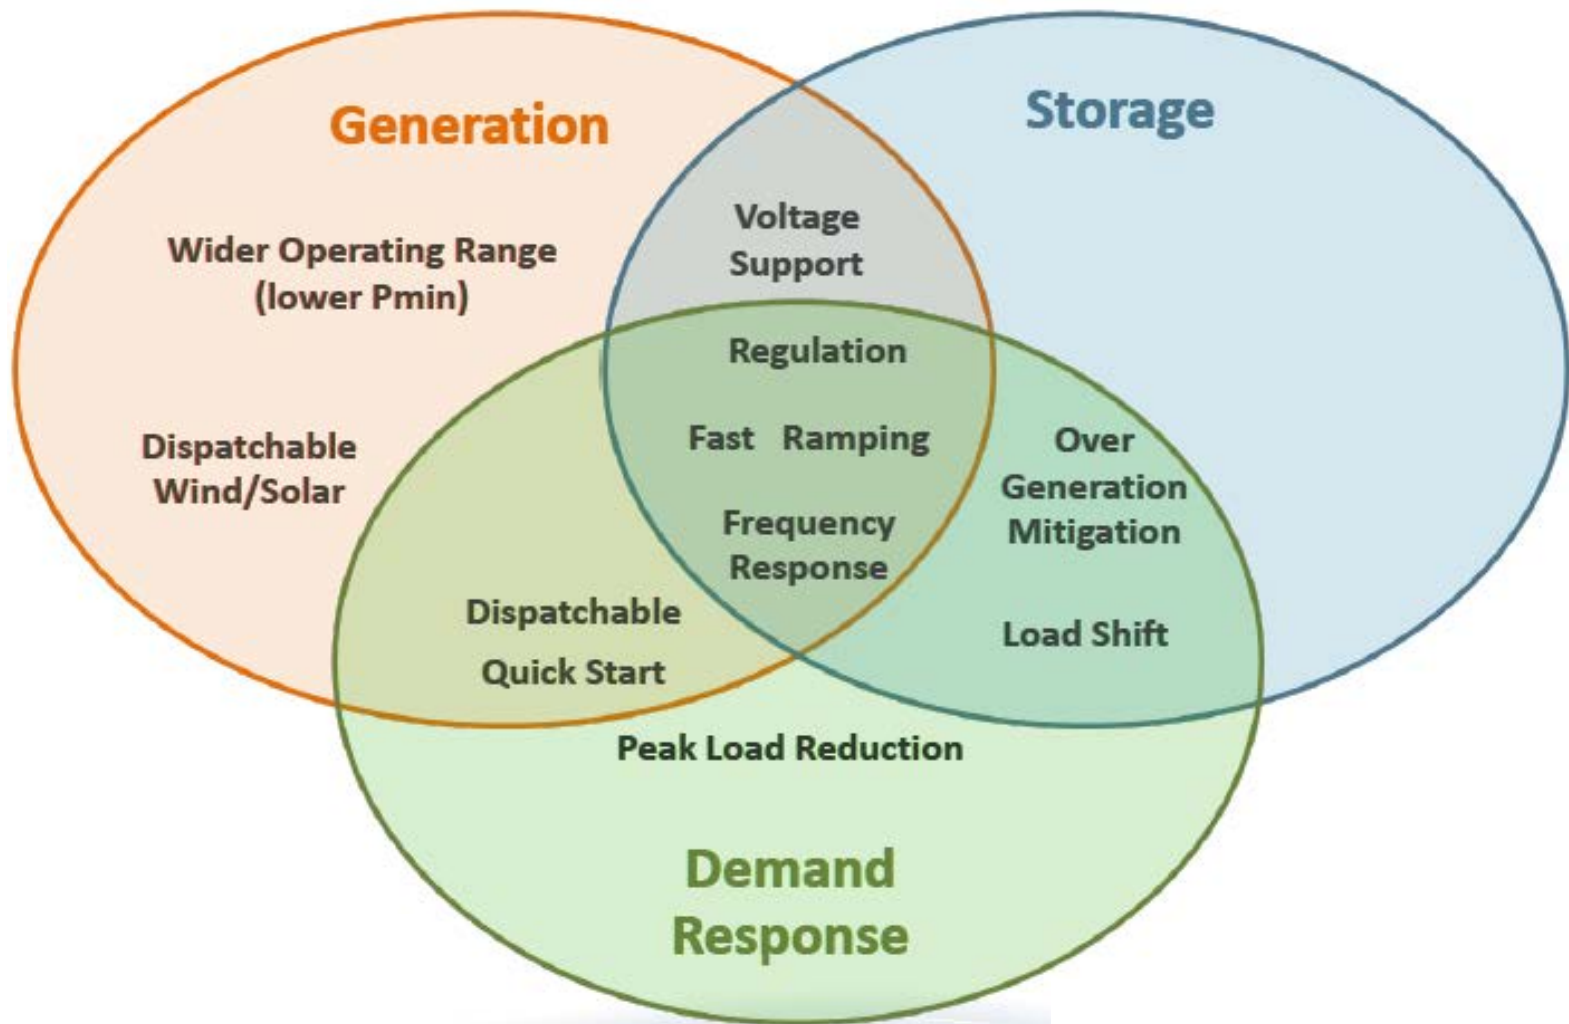 Generation
Storage
Voltage
Support
Wider Operating Range
(lower Pmin)
Regulation
Fast Ramping
Frequency
Response
Dispatchable
Wind/Solar
Over
Generation
Mitigation
Dispatchable
Quick Start
Load Shift
Peak Load Reduction
Demand
Response